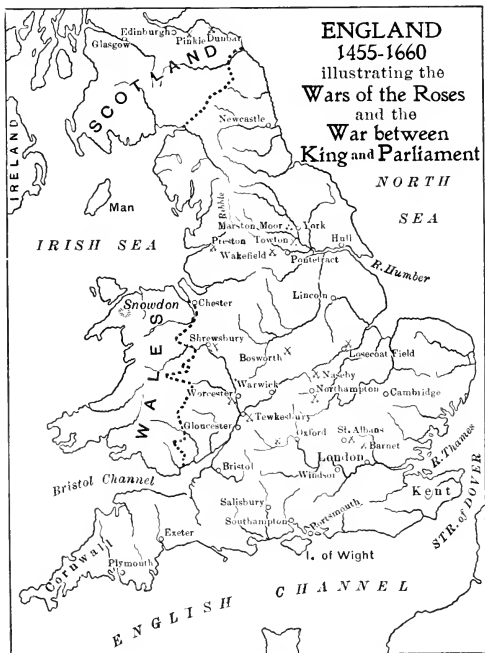 ENGLAND
1455-1660
illustrating the
Wars of the Roses
and the
War between
King and Parliament
Edinburgh
Glasgow
Pinkie Dunbar
SCOTLAND
Newcastle
IRELAND
NORTH
SEA
Man
Ribble
IRISH SEA
Marston Moor York
Preston Towton Hull
Wakefield Pontefract
R. Humber
Lincoln
Snowdon
Chester
WALES
Shrewsbury
Bosworth
Losecoat Field
Naseby
Warwick
Northampton
Cambridge
Worcester
Tewkesbury
Gloucester
Oxford
St. Albans
Barnet
London
R. Thames
Bristol
Windsor
Bristol Channel
Kent
STR. of DOVER
Salisbury
Southampton
Portsmouth
Exeter
I. of Wight
Cornwall
Plymouth
ENGLISH CHANNEL